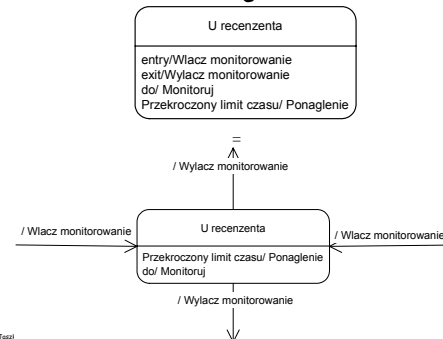 U recenzenta
entry/Wlacz monitorowanie
exit/Wylacz monitorowanie
do/ Monitoruj
Przekroczony limit czasu/ Ponaglenie
=
/ Wylacz monitorowanie
/ Wlacz monitorowanie
U recenzenta
/ Wlacz monitorowanie
Przekroczony limit czasu/ Ponaglenie
do/ Monitoruj
/ Wylacz monitorowanie